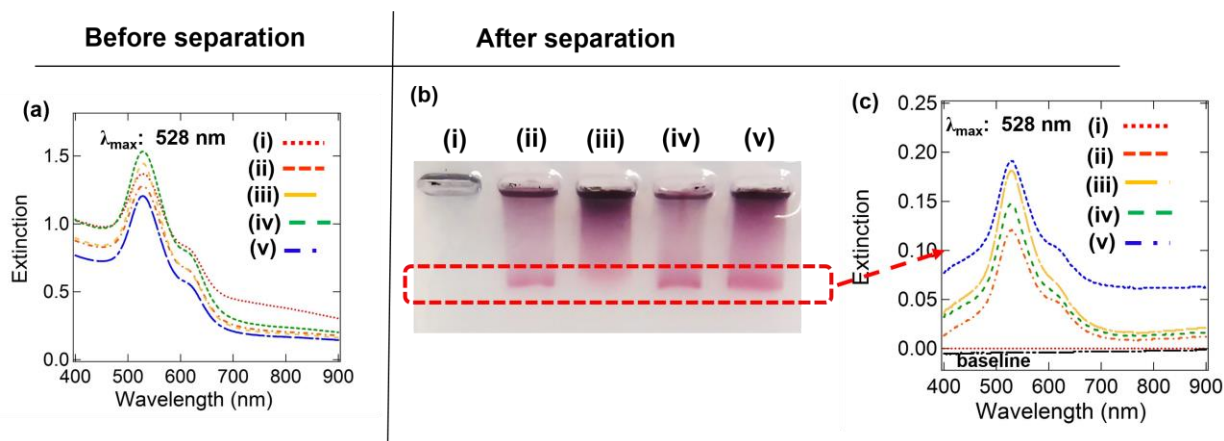 Before separation
After separation
(a)
λmax: 528 nm
(i)
(ii)
(iii)
(iv)
(v)
1.5
1.0
0.5
0.0
Extinction
400 500 600 700 800 900
Wavelength (nm)
(b)
(i) (ii) (iii) (iv) (v)
(c)
0.25
0.20
0.15
0.10
0.05
0.00
Extinction
λmax: 528 nm
(i)
(ii)
(iii)
(iv)
(v)
baseline
400 500 600 700 800 900
Wavelength (nm)